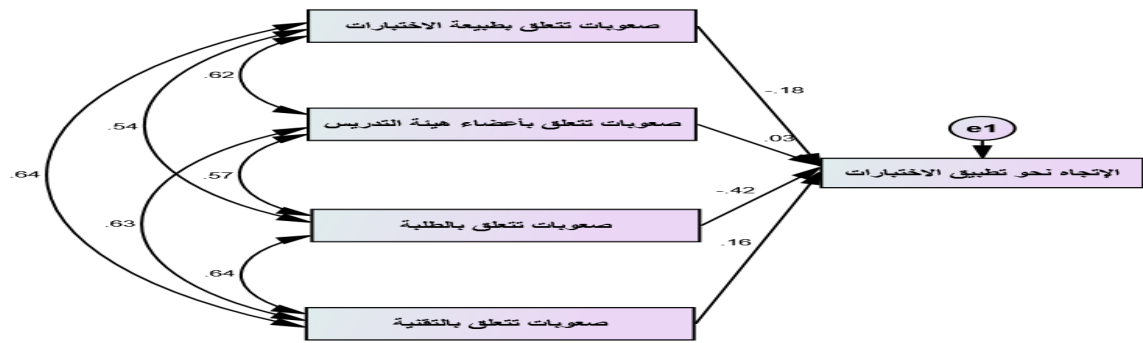 صعوبات تتعلق بطبيعة الاختبارات
.62
-.18
صعوبات تتعلق بأعضاء هيئة التدريس
.54
.03
e1
.64
.57
الإتجاه نحو تطبيق الاختبارات
-.42
.63
صعوبات تتعلق بالطلبة
.16
.64
صعوبات تتعلق بالتقنية